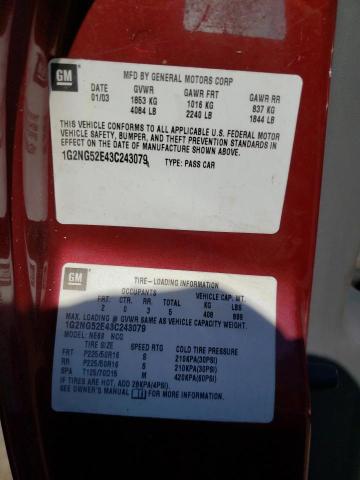 GM
MFD BY GENERAL MOTORS CORP
DATE GVWR GAWR FRT GAWR RR
01/03 1853 KG 1016 KG 837 KG
4084 LB 2240 LB 1844 LB
THIS VEHICLE CONFORMS TO ALL APPLICABLE U.S. FEDERAL MOTOR
VEHICLE SAFETY, BUMPER, AND THEFT PREVENTION STANDARDS IN
EFFECT ON THE DATE OF MANUFACTURE SHOWN ABOVE.
1G2NG52E43C243079 TYPE: PASS CAR
GM
TIRE-LOADING INFORMATION
OCCUPANTS VEHICLE CAP. WT.
FRT. CTR. RR. TOTAL KG LBS
2 0 3 5 408 899
MAX. LOADING @ GVWR SAME AS VEHICLE CAPACITY WEIGHT.
1G2NG52E43C243079
MODEL: NE69 NCG
TIRE SIZE SPEED RTG COLD TIRE PRESSURE
FRT P225/50R16 S 210KPA(30PSI)
RR P225/50R16 S 210KPA(30PSI)
SPA T125/70D15 M 420KPA(60PSI)
IF TIRES ARE HOT, ADD 28KPA(4PSI).
SEE OWNER'S MANUAL FOR ADDITIONAL INFORMATION.